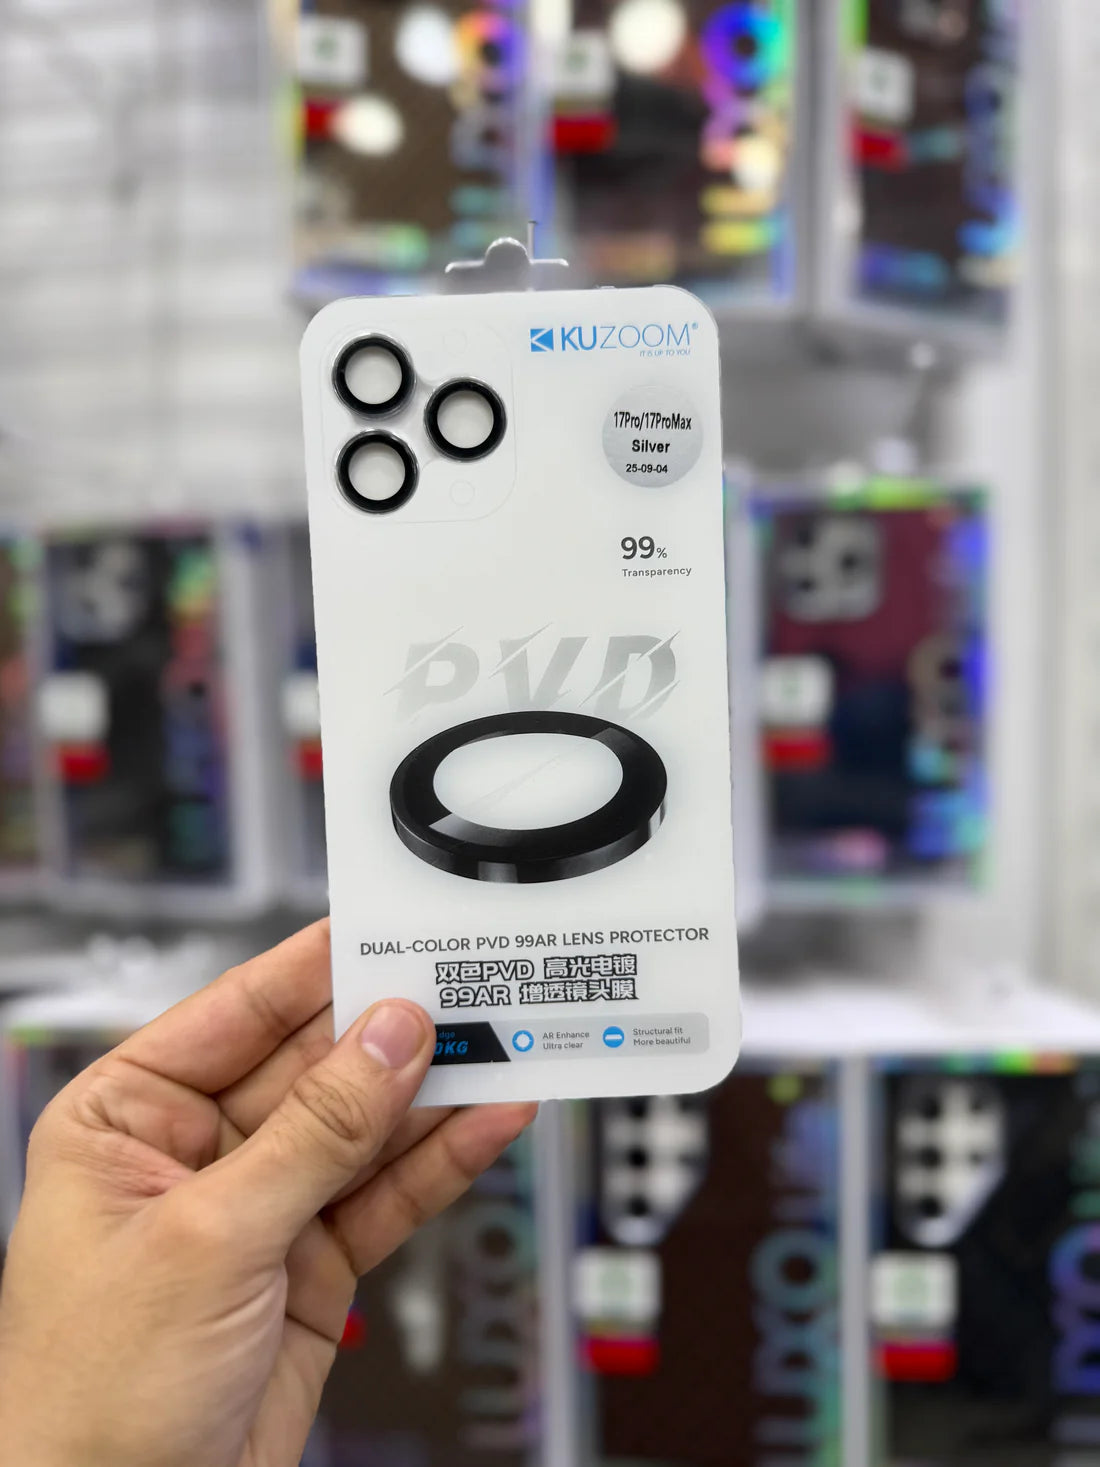 KUZOOM®
IT IS UP TO YOU
17Pro/17ProMax
Silver
25-09-04
99%
Transparency
PVD
DUAL-COLOR PVD 99AR LENS PROTECTOR
双色PVD 高光电镀
99AR 增透镜头膜
AR Enhance
Ultra clear
Structural fit
More beautiful
KG